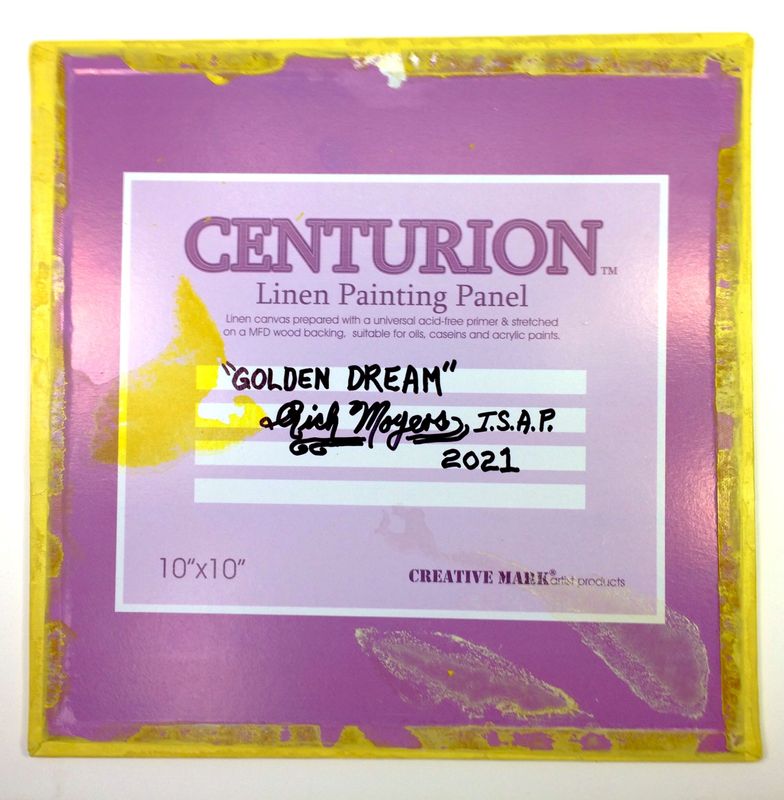 CENTURION™
Linen Painting Panel
Linen canvas prepared with a universal acid-free primer & stretched
on a MFD wood backing, suitable for oils, caseins and acrylic paints.
"GOLDEN DREAM"
Rich Moyers, I.S.A.P.
2021
10"x10"
CREATIVE MARK® artist products